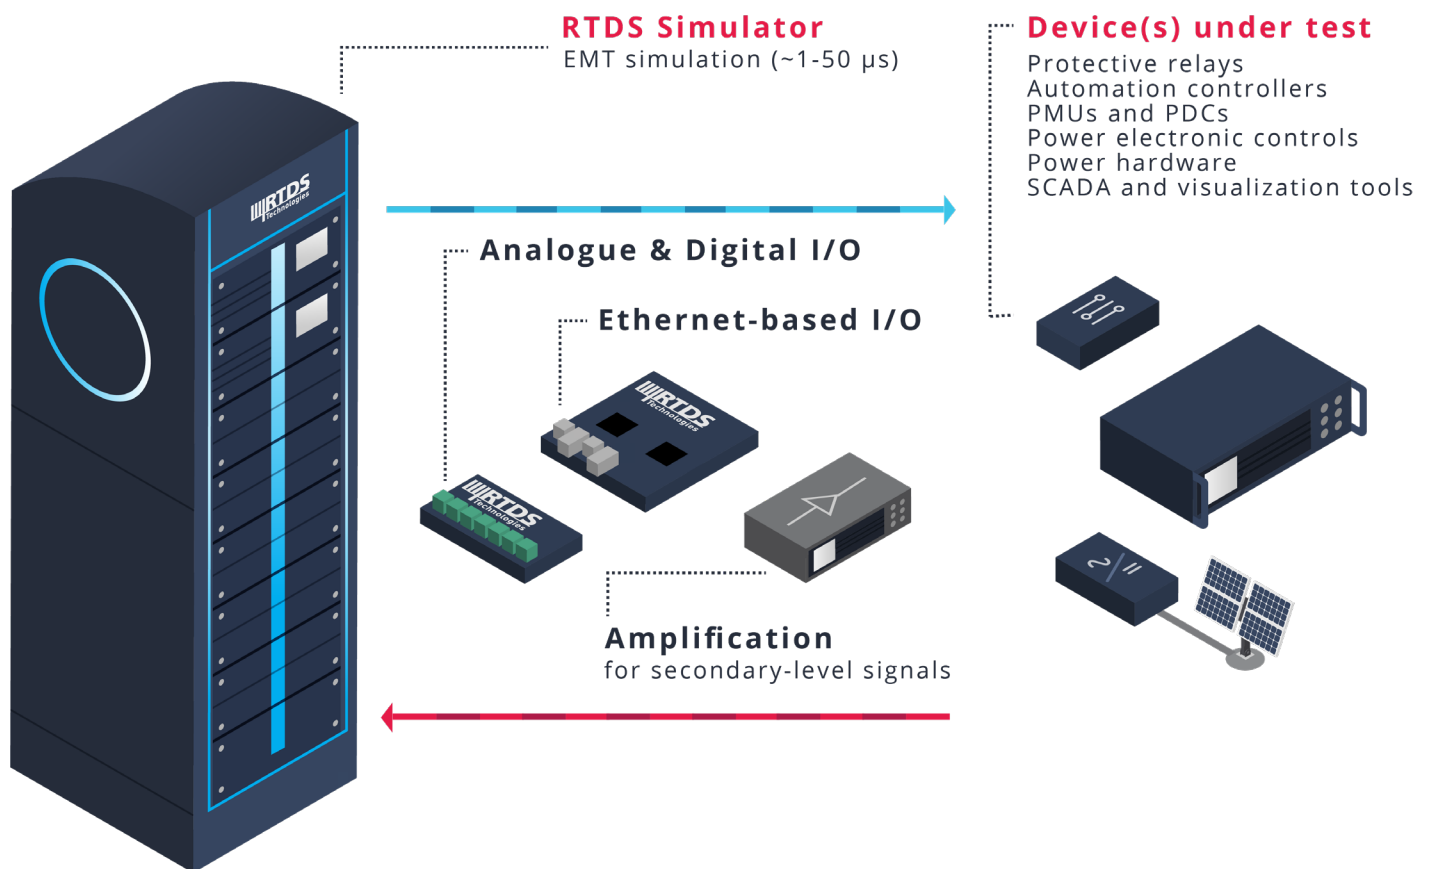 RTDS Simulator
EMT simulation (~1-50 µs)
Device(s) under test
Protective relays
Automation controllers
PMUs and PDCs
Power electronic controls
Power hardware
SCADA and visualization tools
RTDS
Technologies
Analogue & Digital I/O
Ethernet-based I/O
RTDS
Technologies
RTDS
Technologies
Amplification
for secondary-level signals